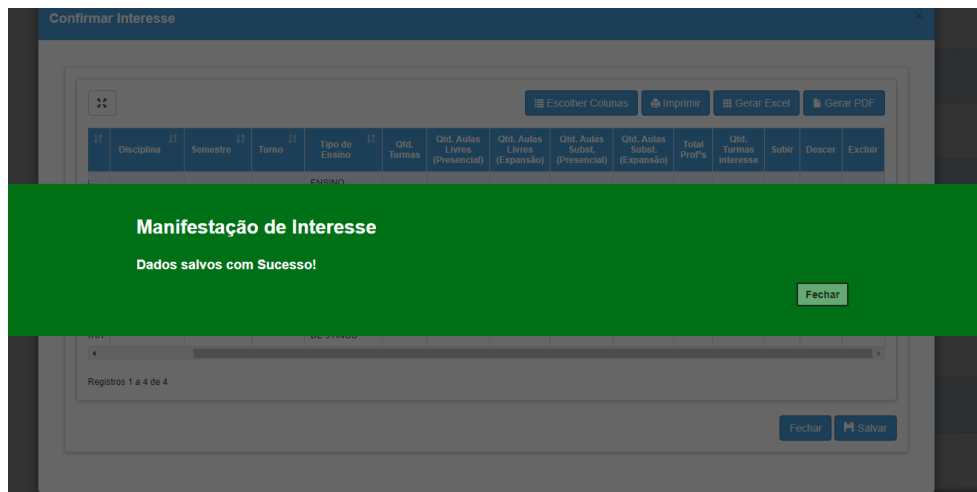 Confirmar Interesse
×
Escolher Colunas Imprimir Gerar Excel Gerar PDF
Disciplina Semestre Turno Tipo de Ensino Qtd. Turmas Qtd. Aulas Livres (Presencial) Qtd. Aulas Livres (Expansão) Qtd. Aulas Subst. (Presencial) Qtd. Aulas Subst. (Expansão) Total Prof°s Qtd. Turmas interesse Subir Descer Excluir
ENSINO
Manifestação de Interesse
Dados salvos com Sucesso!
Fechar
DE 9 ANOS
Registros 1 a 4 de 4
Fechar Salvar